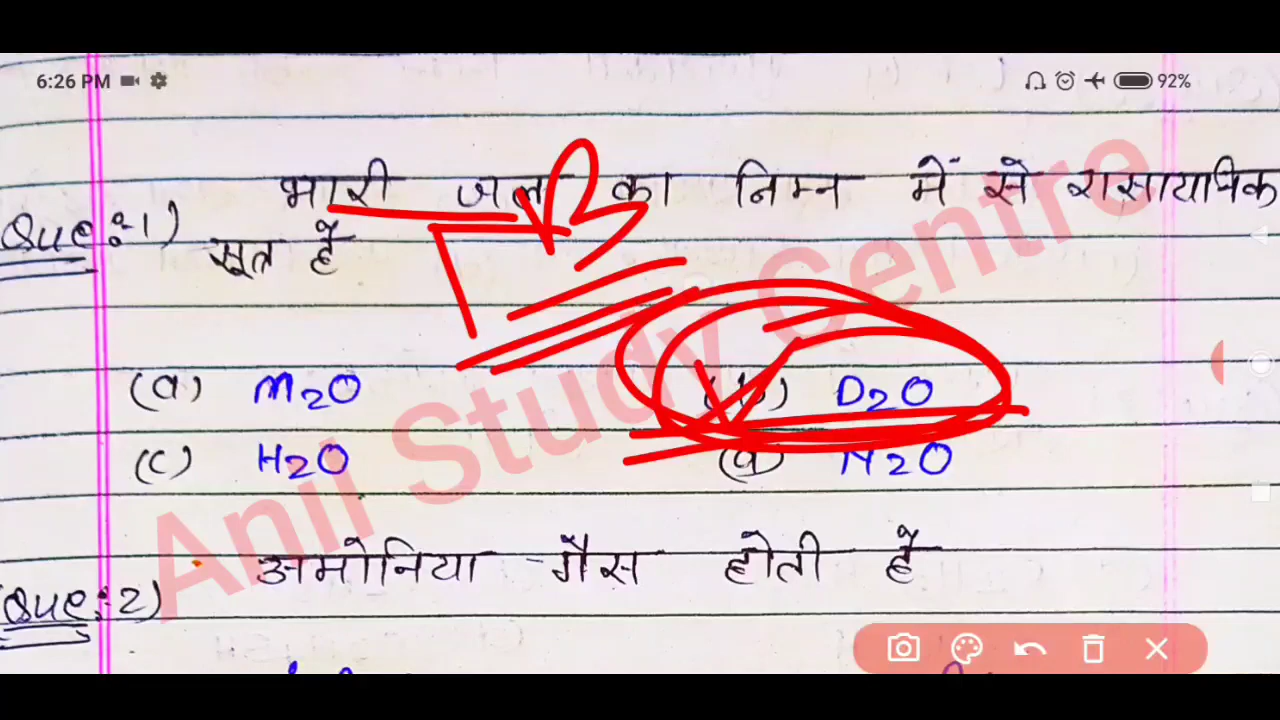 6:26 PM 92%
Que:-1) भारी जल का निम्न में से रासायनिक
सूत्र हैं
(a) M2O (b) D2O
(c) H2O (d) N2O
Que:-2) अमोनिया गैस होती हैं
Anil Study Centre